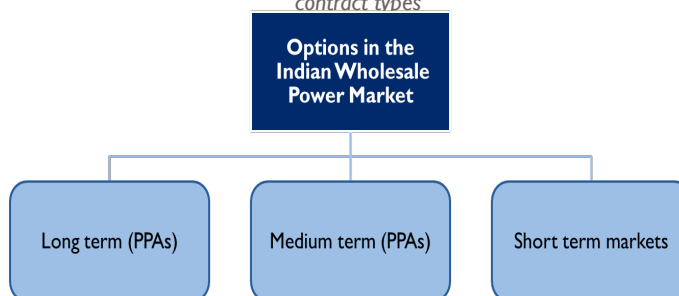 contract types
Options in the
Indian Wholesale
Power Market
Long term (PPAs)
Medium term (PPAs)
Short term markets